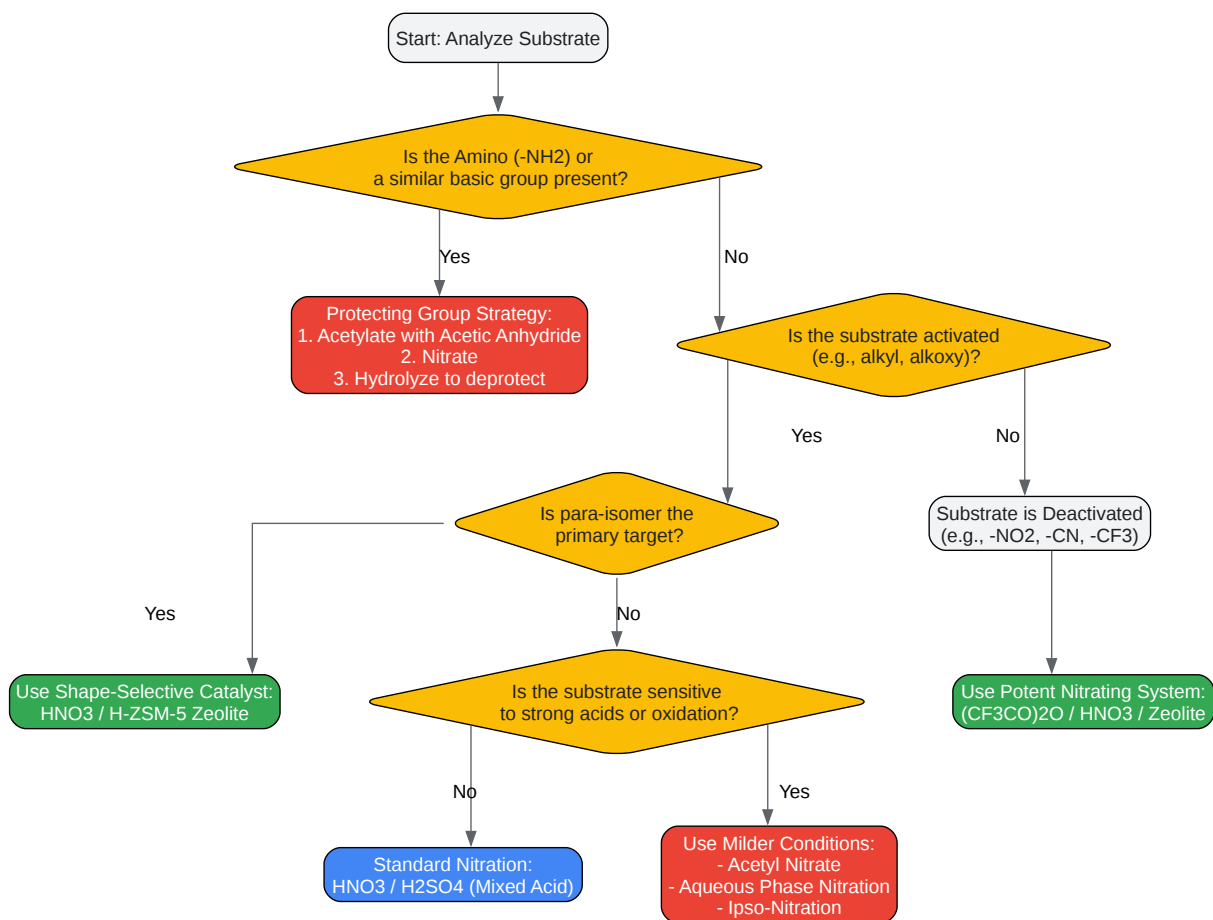 Start: Analyze Substrate
Is the Amino (-NH2) or
a similar basic group present?
Yes
No
Protecting Group Strategy:
1. Acetylate with Acetic Anhydride
2. Nitrate
3. Hydrolyze to deprotect
Is the substrate activated
(e.g., alkyl, alkoxy)?
Yes
No
Is para-isomer the
primary target?
Substrate is Deactivated
(e.g., -NO2, -CN, -CF3)
Yes
No
Use Shape-Selective Catalyst:
HNO3 / H-ZSM-5 Zeolite
Is the substrate sensitive
to strong acids or oxidation?
Use Potent Nitrating System:
(CF3CO)2O / HNO3 / Zeolite
No
Yes
Standard Nitration:
HNO3 / H2SO4 (Mixed Acid)
Use Milder Conditions:
- Acetyl Nitrate
- Aqueous Phase Nitration
- Ipso-Nitration